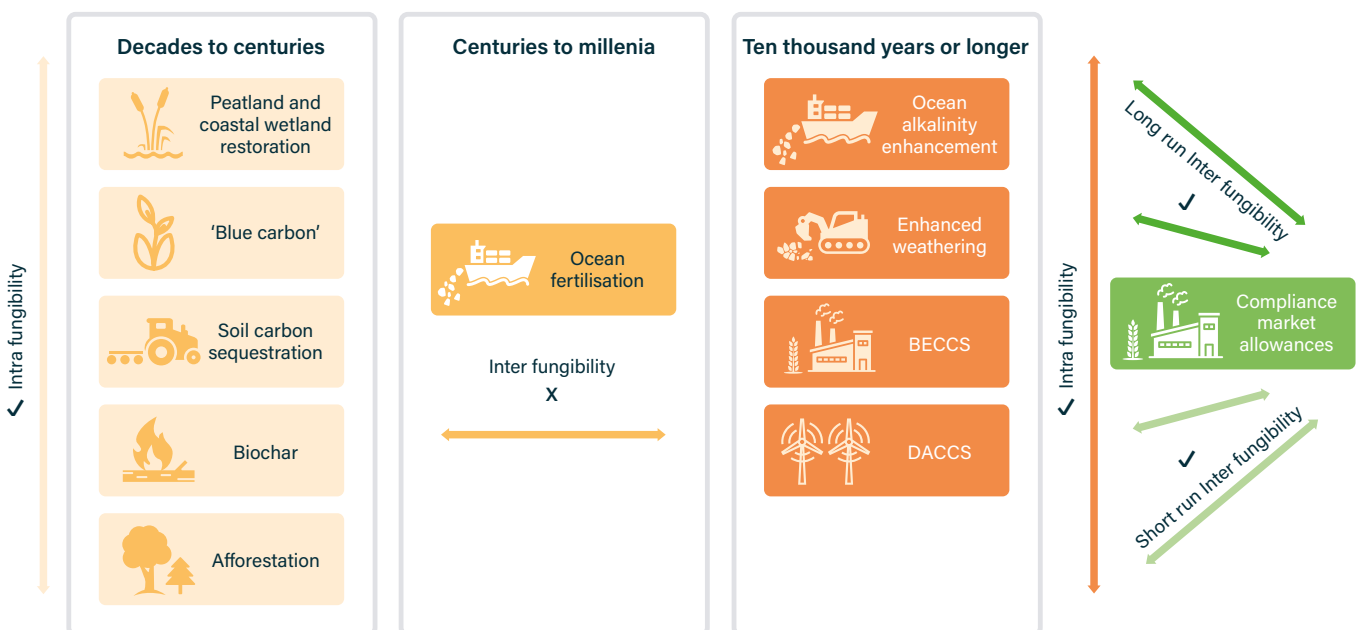 Decades to centuries
Peatland and
coastal wetland
restoration
'Blue carbon'
Soil carbon
sequestration
Biochar
Afforestation
✓ Intra fungibility
Centuries to millenia
Ocean
fertilisation
Inter fungibility
X
Ten thousand years or longer
Ocean
alkalinity
enhancement
Enhanced
weathering
BECCS
DACCS
✓ Intra fungibility
Long run Inter fungibility
✓
Compliance
market
allowances
✓
Short run Inter fungibility